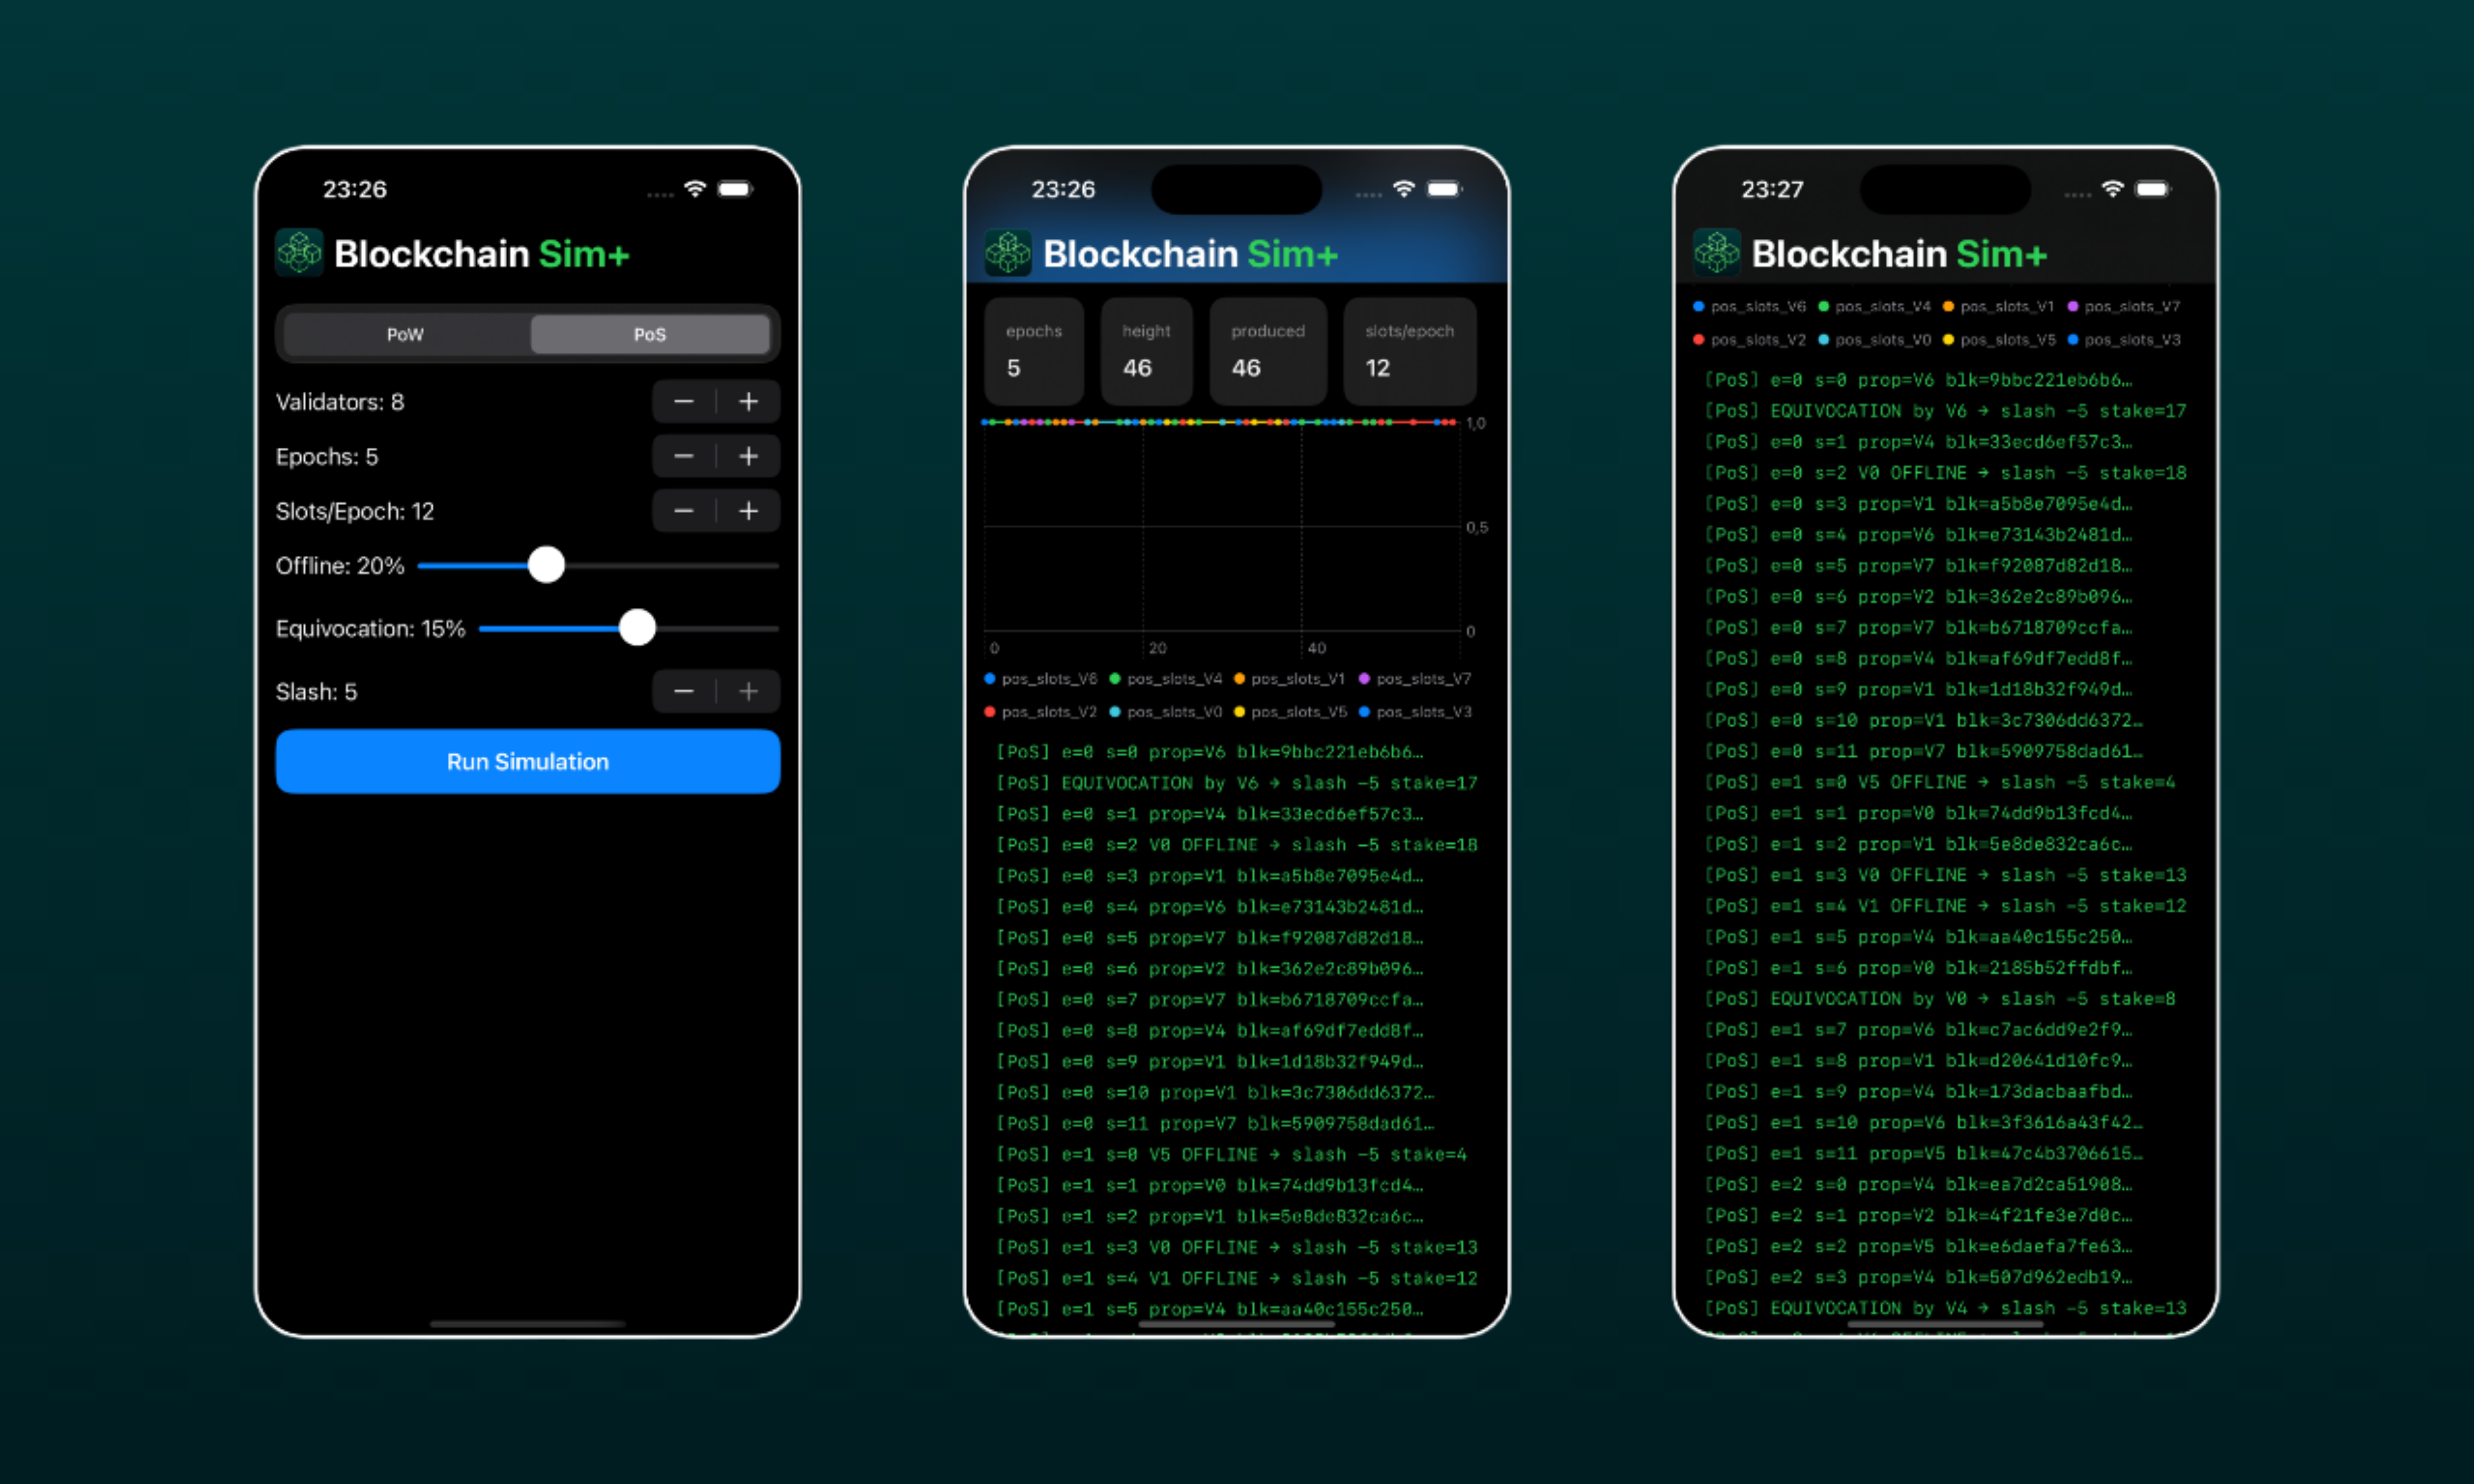 23:26
Blockchain Sim+
PoW PoS
Validators: 8 − +
Epochs: 5 − +
Slots/Epoch: 12 − +
Offline: 20%
Equivocation: 15%
Slash: 5 − +
Run Simulation
23:26
Blockchain Sim+
epochs height produced slots/epoch
5 46 46 12
1,0
0,5
0
0 20 40
pos_slots_V6 pos_slots_V4 pos_slots_V1 pos_slots_V7
pos_slots_V2 pos_slots_V0 pos_slots_V5 pos_slots_V3
[PoS] e=0 s=0 prop=V6 blk=9bbc221eb6b6…
[PoS] EQUIVOCATION by V6 → slash -5 stake=17
[PoS] e=0 s=1 prop=V4 blk=33ecd6ef57c3…
[PoS] e=0 s=2 V0 OFFLINE → slash -5 stake=18
[PoS] e=0 s=3 prop=V1 blk=a5b8e7095e4d…
[PoS] e=0 s=4 prop=V6 blk=e73143b2481d…
[PoS] e=0 s=5 prop=V7 blk=f92087d82d18…
[PoS] e=0 s=6 prop=V2 blk=362e2c89b096…
[PoS] e=0 s=7 prop=V7 blk=b6718709ccfa…
[PoS] e=0 s=8 prop=V4 blk=af69df7edd8f…
[PoS] e=0 s=9 prop=V1 blk=1d18b32f949d…
[PoS] e=0 s=10 prop=V1 blk=3c7306dd6372…
[PoS] e=0 s=11 prop=V7 blk=5909758dad61…
[PoS] e=1 s=0 V5 OFFLINE → slash -5 stake=4
[PoS] e=1 s=1 prop=V0 blk=74dd9b13fcd4…
[PoS] e=1 s=2 prop=V1 blk=5e8de832ca6c…
[PoS] e=1 s=3 V0 OFFLINE → slash -5 stake=13
[PoS] e=1 s=4 V1 OFFLINE → slash -5 stake=12
[PoS] e=1 s=5 prop=V4 blk=aa40c155c250…
23:27
Blockchain Sim+
pos_slots_V6 pos_slots_V4 pos_slots_V1 pos_slots_V7
pos_slots_V2 pos_slots_V0 pos_slots_V5 pos_slots_V3
[PoS] e=0 s=0 prop=V6 blk=9bbc221eb6b6…
[PoS] EQUIVOCATION by V6 → slash -5 stake=17
[PoS] e=0 s=1 prop=V4 blk=33ecd6ef57c3…
[PoS] e=0 s=2 V0 OFFLINE → slash -5 stake=18
[PoS] e=0 s=3 prop=V1 blk=a5b8e7095e4d…
[PoS] e=0 s=4 prop=V6 blk=e73143b2481d…
[PoS] e=0 s=5 prop=V7 blk=f92087d82d18…
[PoS] e=0 s=6 prop=V2 blk=362e2c89b096…
[PoS] e=0 s=7 prop=V7 blk=b6718709ccfa…
[PoS] e=0 s=8 prop=V4 blk=af69df7edd8f…
[PoS] e=0 s=9 prop=V1 blk=1d18b32f949d…
[PoS] e=0 s=10 prop=V1 blk=3c7306dd6372…
[PoS] e=0 s=11 prop=V7 blk=5909758dad61…
[PoS] e=1 s=0 V5 OFFLINE → slash -5 stake=4
[PoS] e=1 s=1 prop=V0 blk=74dd9b13fcd4…
[PoS] e=1 s=2 prop=V1 blk=5e8de832ca6c…
[PoS] e=1 s=3 V0 OFFLINE → slash -5 stake=13
[PoS] e=1 s=4 V1 OFFLINE → slash -5 stake=12
[PoS] e=1 s=5 prop=V4 blk=aa40c155c250…
[PoS] e=1 s=6 prop=V0 blk=2185b52ffdbf…
[PoS] EQUIVOCATION by V0 → slash -5 stake=8
[PoS] e=1 s=7 prop=V6 blk=c7ac6dd9e2f9…
[PoS] e=1 s=8 prop=V1 blk=d20641d10fc9…
[PoS] e=1 s=9 prop=V4 blk=173dacbaafbd…
[PoS] e=1 s=10 prop=V6 blk=3f3616a43f42…
[PoS] e=1 s=11 prop=V5 blk=47c4b3706615…
[PoS] e=2 s=0 prop=V4 blk=ea7d2ca51908…
[PoS] e=2 s=1 prop=V2 blk=4f21fe3e7d0c…
[PoS] e=2 s=2 prop=V5 blk=e6daefa7fe63…
[PoS] e=2 s=3 prop=V4 blk=507d962edb19…
[PoS] EQUIVOCATION by V4 → slash -5 stake=13